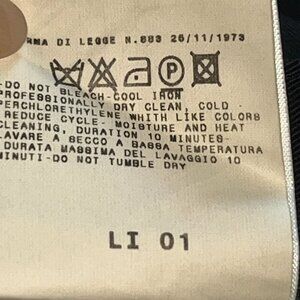 RMA DI LEGGE N.883 26/11/1973
P
-DO NOT BLEACH-COOL IRON
PROFESSIONALLY DRY CLEAN, COLD -
PERCHLORETHYLENE WHITH LIKE COLORS
REDUCE CYCLE- MOISTURE AND HEAT
CLEANING, DURATION 10 MINUTES-
LAVARE A SECCO A BASSA TEMPERATURA
DURATA MASSIMA DEL LAVAGGIO 10
MINUTI-DO NOT TUMBLE DRY
LI 01